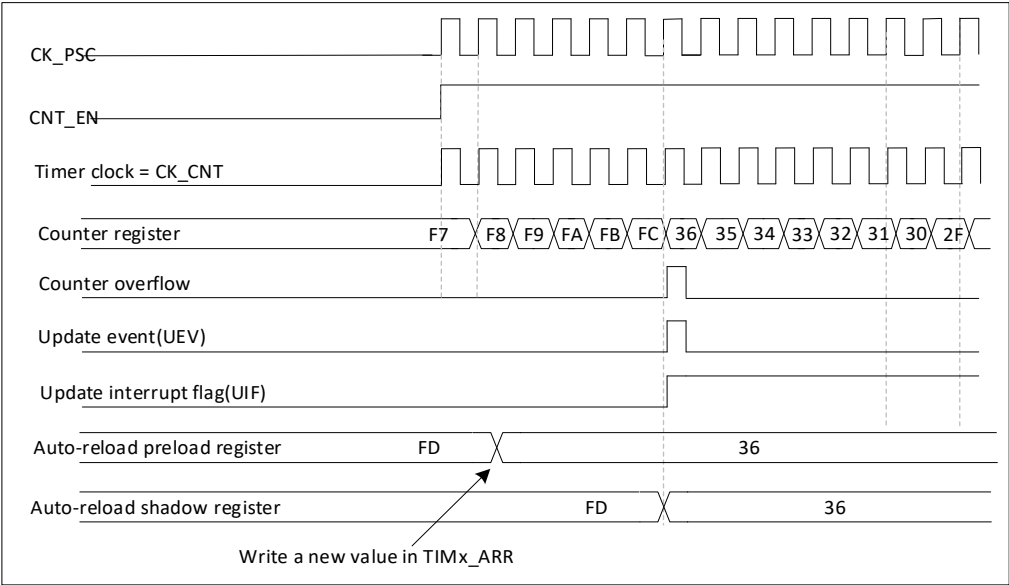 CK_PSC
CNT_EN
Timer clock = CK_CNT
Counter register F7 F8 F9 FA FB FC 36 35 34 33 32 31 30 2F
Counter overflow
Update event(UEV)
Update interrupt flag(UIF)
Auto-reload preload register FD 36
Auto-reload shadow register FD 36
Write a new value in TIMx_ARR